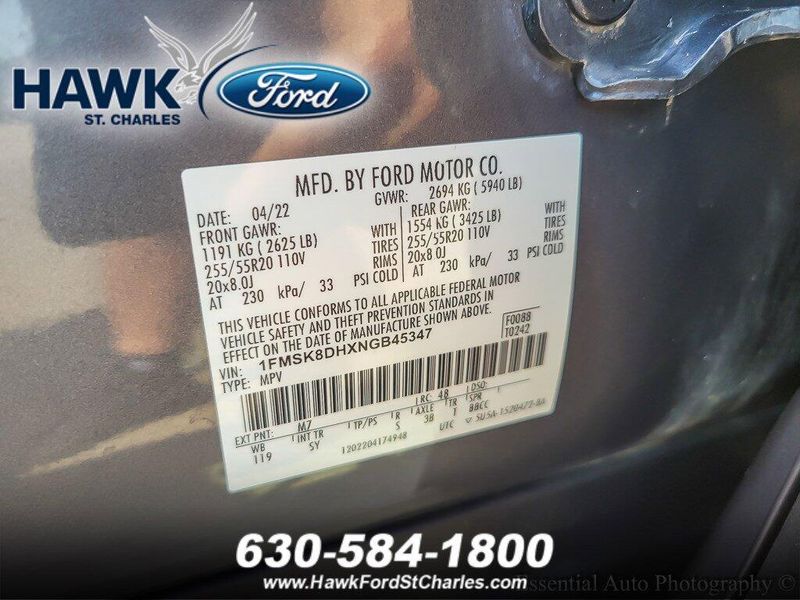 HAWK
ST. CHARLES
Ford
MFD. BY FORD MOTOR CO.
DATE: 04/22
GVWR: 2694 KG ( 5940 LB)
FRONT GAWR: WITH
1191 KG ( 2625 LB) TIRES
255/55R20 110V RIMS
20x8.0J
AT 230 kPa/ 33 PSI COLD
REAR GAWR: WITH
1554 KG ( 3425 LB) TIRES
255/55R20 110V RIMS
20x8.0J
AT 230 kPa/ 33 PSI COLD
THIS VEHICLE CONFORMS TO ALL APPLICABLE FEDERAL MOTOR
VEHICLE SAFETY AND THEFT PREVENTION STANDARDS IN
EFFECT ON THE DATE OF MANUFACTURE SHOWN ABOVE.
VIN: 1FMSK8DHXNGB45347
TYPE: MPV
F0088
T0242
EXT PNT: M7 RC: 48 DSO:
WB INT TR TP/PS R AXLE TR SPR
119 SY S 3B T BBCC
1202204174948 UTC
630-584-1800
www.HawkFordStCharles.com
ssential Auto Photography ©